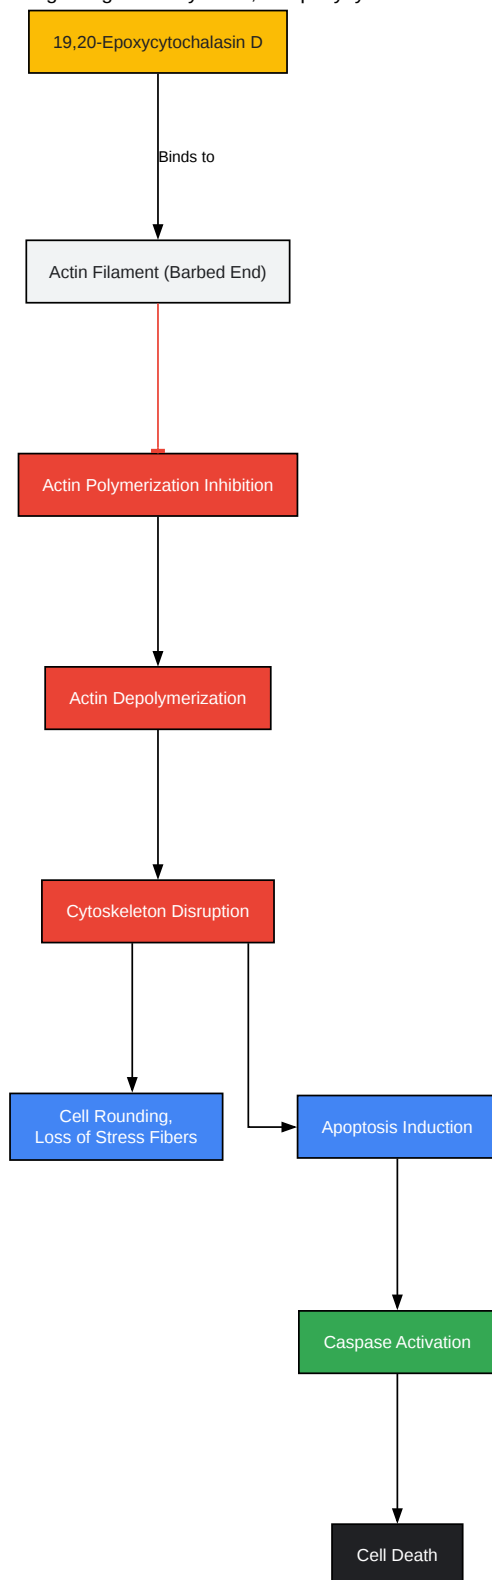 19,20-Epoxycytochalasin D
Binds to
Actin Filament (Barbed End)
Actin Polymerization Inhibition
Actin Depolymerization
Cytoskeleton Disruption
Cell Rounding,
Loss of Stress Fibers
Apoptosis Induction
Caspase Activation
Cell Death